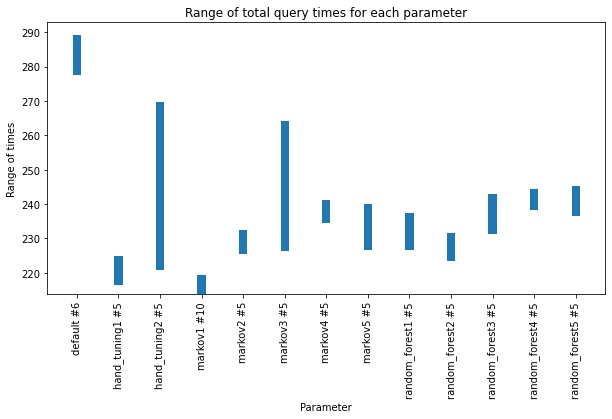 Range of total query times for each parameter
Range of times
290
280
270
260
250
240
230
220
default #6
hand_tuning1 #5
hand_tuning2 #5
markov1 #10
markov2 #5
markov3 #5
markov4 #5
markov5 #5
random_forest1 #5
random_forest2 #5
random_forest3 #5
random_forest4 #5
random_forest5 #5
Parameter